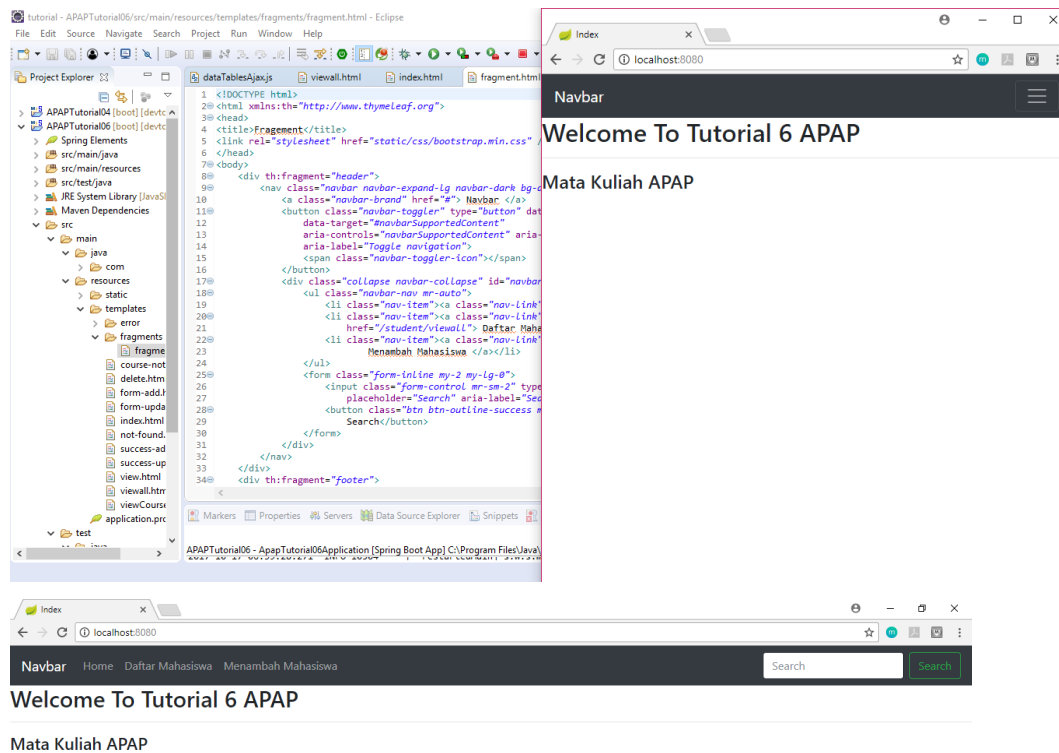 tutorial - APAPTutorial06/src/main/resources/templates/fragments/fragment.html - Eclipse
File Edit Source Navigate Search Project Run Window Help
Project Explorer
APAPTutorial04 [boot] [devtc
APAPTutorial06 [boot] [devtc
Spring Elements
src/main/java
src/main/resources
src/test/java
JRE System Library [JavaSl
Maven Dependencies
src
main
java
com
resources
static
templates
error
fragments
fragme
course-not
delete.htm
form-add.h
form-upda
index.html
not-found.
success-ad
success-up
view.html
viewall.htm
viewCourse
application.prc
test
dataTablesAjax.js viewall.html index.html fragment.html
1 <!DOCTYPE html>
2 <html xmlns:th="http://www.thymeleaf.org">
3 <head>
4 <title>Fragement</title>
5 <link rel="stylesheet" href="static/css/bootstrap.min.css" /
6 </head>
7 <body>
8 <div th:fragment="header">
9 <nav class="navbar navbar-expand-lg navbar-dark bg-d
10 <a class="navbar-brand" href="#"> Navbar </a>
11 <button class="navbar-toggler" type="button" dat
12 data-target="#navbarSupportedContent"
13 aria-controls="navbarSupportedContent" aria-
14 aria-label="Toggle navigation">
15 <span class="navbar-toggler-icon"></span>
16 </button>
17 <div class="collapse navbar-collapse" id="navbar
18 <ul class="navbar-nav mr-auto">
19 <li class="nav-item"><a class="nav-link"
20 <li class="nav-item"><a class="nav-link"
21 href="/student/viewall"> Daftar Maha
22 <li class="nav-item"><a class="nav-link"
23 Menambah Mahasiswa </a></li>
24 </ul>
25 <form class="form-inline my-2 my-lg-0">
26 <input class="form-control mr-sm-2" type
27 placeholder="Search" aria-label="Sea
28 <button class="btn btn-outline-success m
29 Search</button>
30 </form>
31 </div>
32 </nav>
33 </div>
34 <div th:fragment="footer">
Markers Properties Servers Data Source Explorer Snippets
APAPTutorial06 - ApapTutorial06Application [Spring Boot App] C:\Program Files\Java\
Index
localhost:8080
Navbar
Welcome To Tutorial 6 APAP
Mata Kuliah APAP
Index
localhost:8080
Navbar Home Daftar Mahasiswa Menambah Mahasiswa Search Search
Welcome To Tutorial 6 APAP
Mata Kuliah APAP